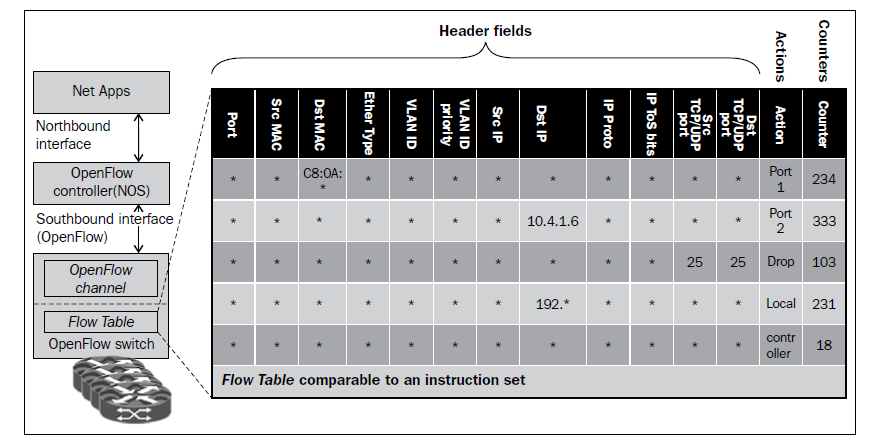 Header fields
Actions
Counters
Net Apps
Northbound
interface
OpenFlow
controller(NOS)
Southbound interface
(OpenFlow)
OpenFlow
channel
Flow Table
OpenFlow switch
Port
Src MAC
Dst MAC
Ether Type
VLAN ID
VLAN ID
priority
Src IP
Dst IP
IP Proto
IP ToS bits
Src
TCP/UDP
port
Dst
TCP/UDP
port
Action
Counter
* * C8:0A:
* * * * * * * * * * Port
1 234
* * * * * * * 10.4.1.6 * * * * Port
2 333
* * * * * * * * * * 25 25 Drop 103
* * * * * * * 192.* * * * * Local 231
* * * * * * * * * * * * contr
oller 18
Flow Table comparable to an instruction set